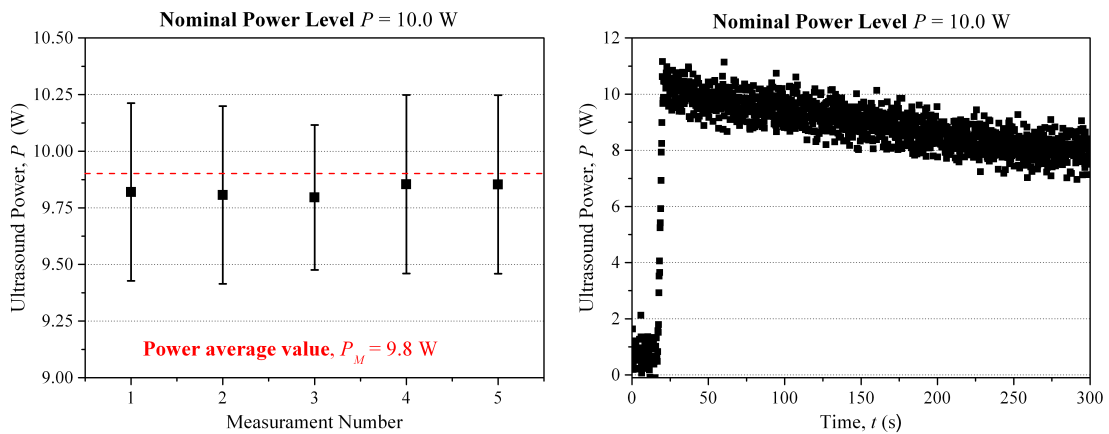 Nominal Power Level P = 10.0 W
10.50
10.25
10.00
9.75
9.50
9.25
9.00
Ultrasound Power, P (W)
Power average value, P_M = 9.8 W
1 2 3 4 5
Measurament Number
Nominal Power Level P = 10.0 W
12
10
8
6
4
2
0
Ultrasound Power, P (W)
0 50 100 150 200 250 300
Time, t (s)